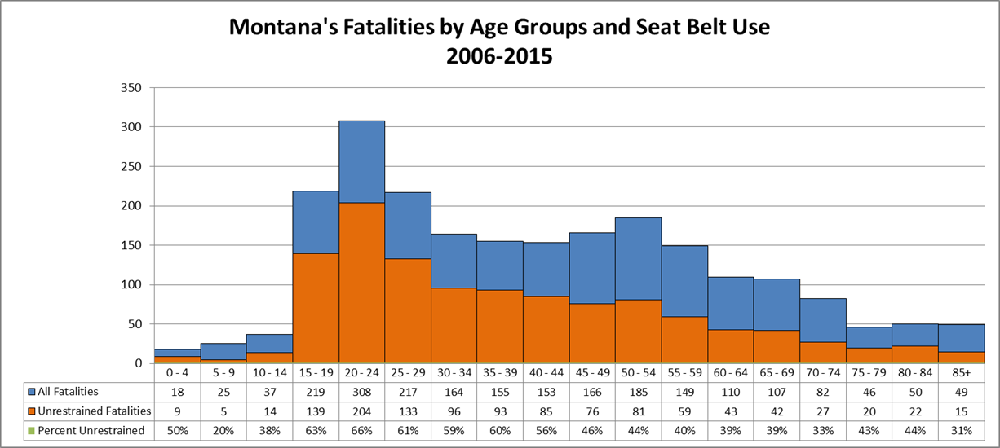 Montana's Fatalities by Age Groups and Seat Belt Use
2006-2015
350
300
250
200
150
100
50
0
0 - 4 5 - 9 10 - 14 15 - 19 20 - 24 25 - 29 30 - 34 35 - 39 40 - 44 45 - 49 50 - 54 55 - 59 60 - 64 65 - 69 70 - 74 75 - 79 80 - 84 85+
All Fatalities 18 25 37 219 308 217 164 155 153 166 185 149 110 107 82 46 50 49
Unrestrained Fatalities 9 5 14 139 204 133 96 93 85 76 81 59 43 42 27 20 22 15
Percent Unrestrained 50% 20% 38% 63% 66% 61% 59% 60% 56% 46% 44% 40% 39% 39% 33% 43% 44% 31%